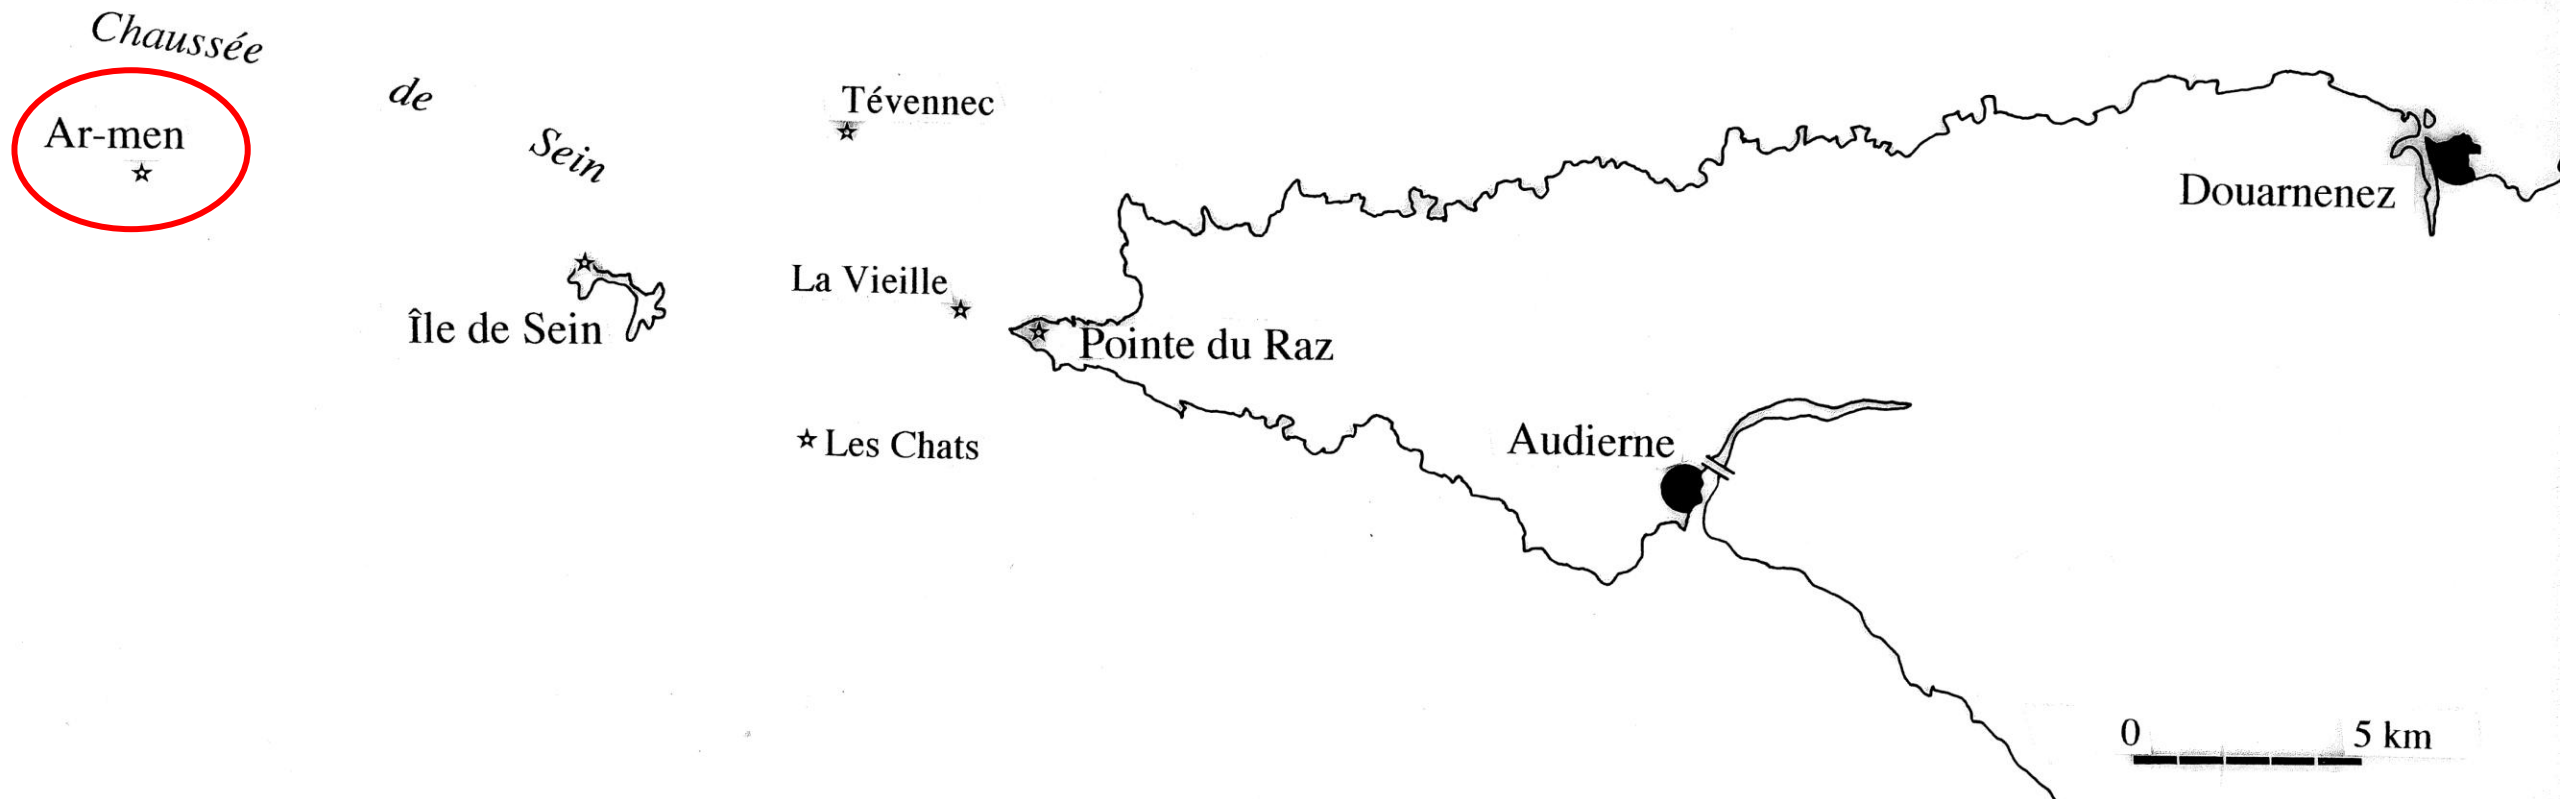 Chaussée
de
Sein
Ar-men
Tévennec
Douarnenez
La Vieille
Île de Sein
Pointe du Raz
Les Chats
Audierne
0 5 km